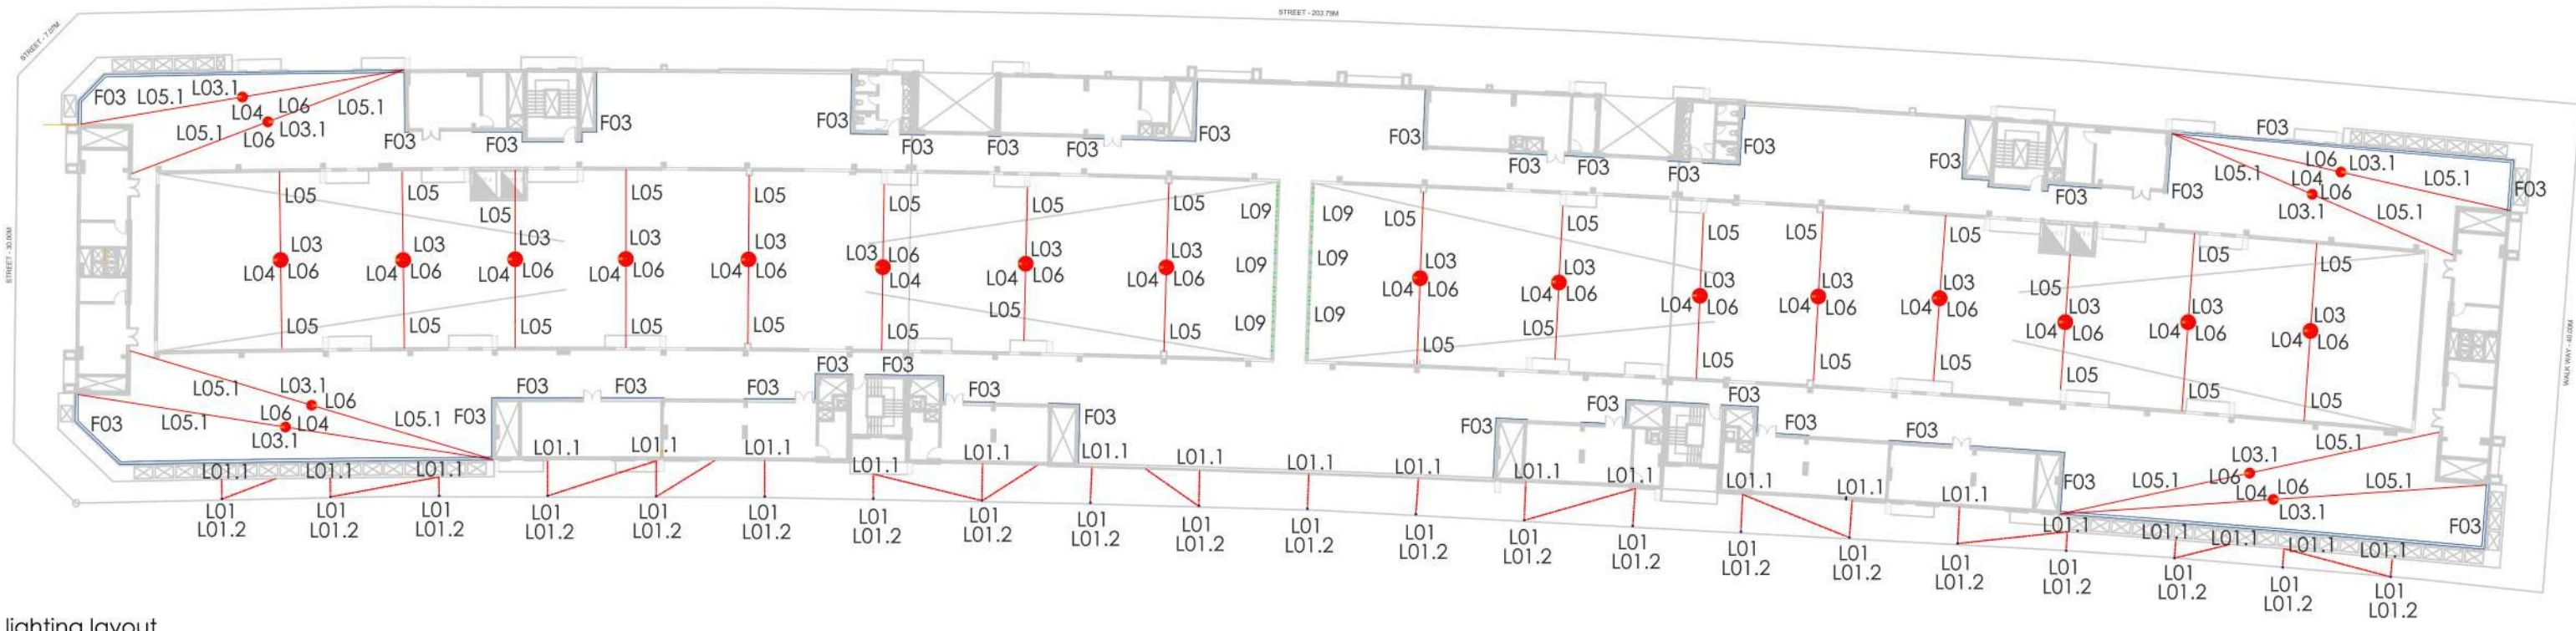 STREET - 203.79M
STREET - 7.07M
F03 L05.1 L03.1
L04 L06 L05.1
L05.1 L06 L03.1
F03 F03 F03
F03 F03 F03 F03 F03
F03 F03 F03 F03 F03
F03 F03 F03
F03
L06 L03.1
L05.1 L04 L06 L05.1 F03
L03.1 L05.1
STREET - 30.00M
L05 L05 L05 L05 L05 L05 L05 L05 L09 L09 L05 L05 L05 L05 L05 L05 L05 L05
L03 L03 L03 L03 L03 L03 L06 L03 L03 L09 L09 L03 L03 L03 L03 L03 L03 L03 L03
L04 L06 L04 L06 L04 L06 L04 L06 L04 L06 L04 L04 L06 L04 L06 L04 L06 L04 L06 L04 L06 L04 L06 L04 L06 L04 L06 L04 L06 L04 L06
L05 L05 L05 L05 L05 L05 L05 L05 L09 L09 L05 L05 L05 L05 L05 L05 L05 L05
WALK WAY - 40.00M
L05.1 L03.1
L06 L06 L05.1
F03 L05.1 L04
L03.1
F03 F03 F03 F03 F03 F03 F03 F03
F03 F03 F03 F03 F03 F03
L03.1 L05.1
L05.1 L06 L06 L05.1
L04 L03.1
F03 F03
L01.1 L01.1 L01.1 L01.1 L01.1 L01.1 L01.1 L01.1 L01.1 L01.1 L01.1 L01.1 L01.1 L01.1 L01.1 L01.1 L01.1 L01.1 L01.1 L01.1 L01.1 L01.1
L01 L01 L01 L01 L01 L01 L01 L01 L01 L01 L01 L01 L01 L01 L01 L01 L01 L01 L01 L01 L01
L01.2 L01.2 L01.2 L01.2 L01.2 L01.2 L01.2 L01.2 L01.2 L01.2 L01.2 L01.2 L01.2 L01.2 L01.2 L01.2 L01.2 L01.2 L01.2 L01.2 L01.2
lighting layout